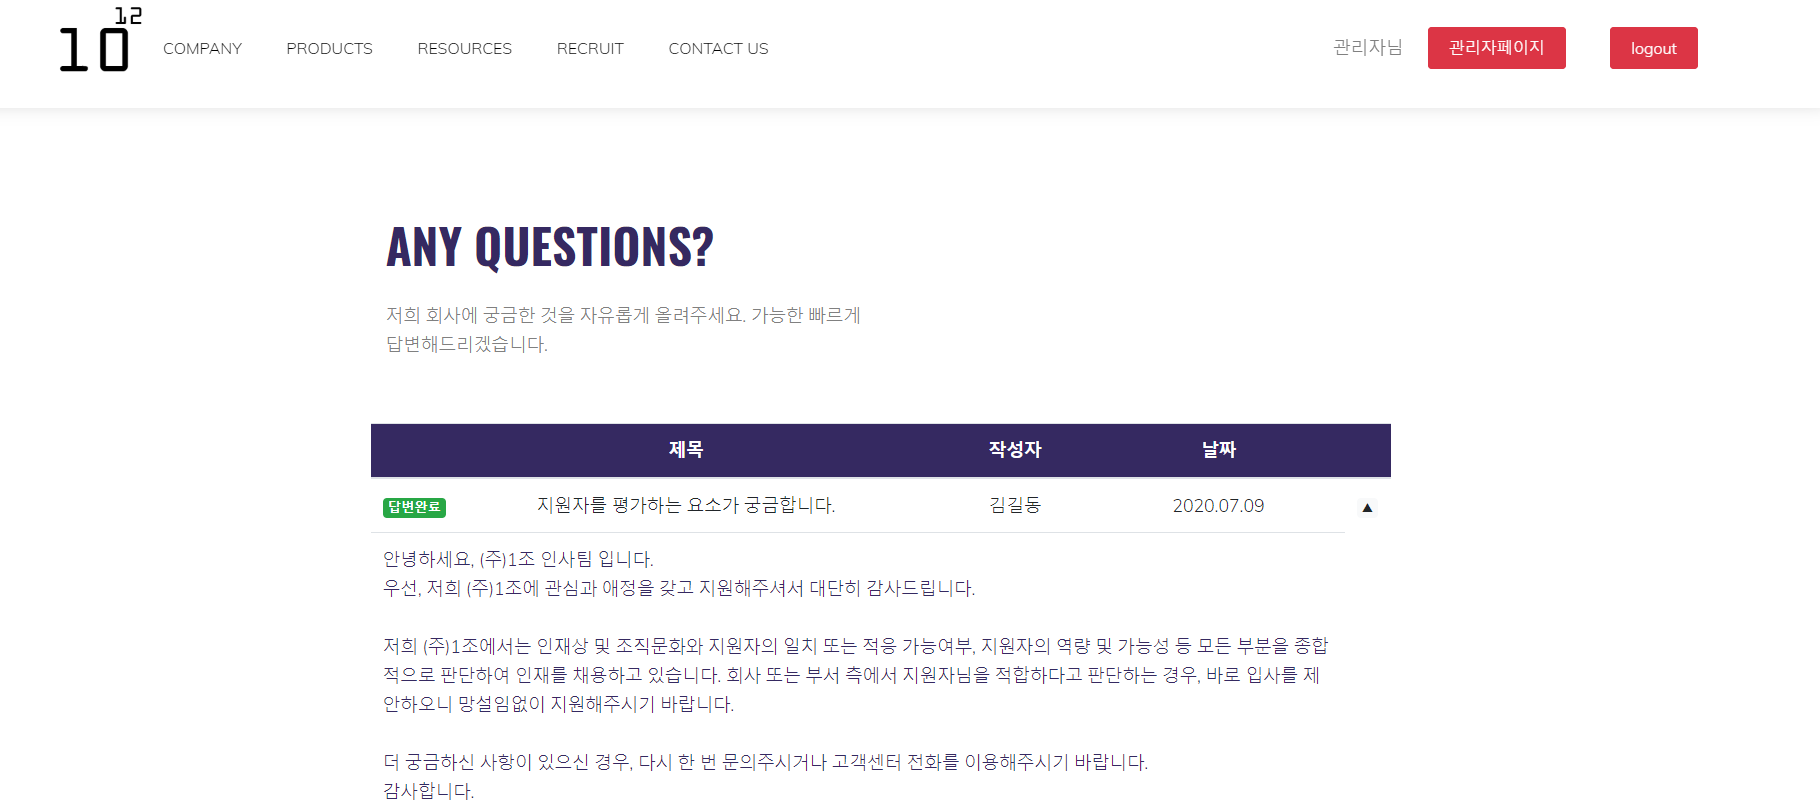 10 12
COMPANY PRODUCTS RESOURCES RECRUIT CONTACT US 관리자님 관리자페이지 logout
ANY QUESTIONS?
저희 회사에 궁금한 것을 자유롭게 올려주세요. 가능한 빠르게
답변해드리겠습니다.
제목 작성자 날짜
답변완료 지원자를 평가하는 요소가 궁금합니다. 김길동 2020.07.09 ▲
안녕하세요, (주)1조 인사팀 입니다.
우선, 저희 (주)1조에 관심과 애정을 갖고 지원해주셔서 대단히 감사드립니다.
저희 (주)1조에서는 인재상 및 조직문화와 지원자의 일치 또는 적응 가능여부, 지원자의 역량 및 가능성 등 모든 부분을 종합
적으로 판단하여 인재를 채용하고 있습니다. 회사 또는 부서 측에서 지원자님을 적합하다고 판단하는 경우, 바로 입사를 제
안하오니 망설임없이 지원해주시기 바랍니다.
더 궁금하신 사항이 있으신 경우, 다시 한 번 문의주시거나 고객센터 전화를 이용해주시기 바랍니다.
감사합니다.